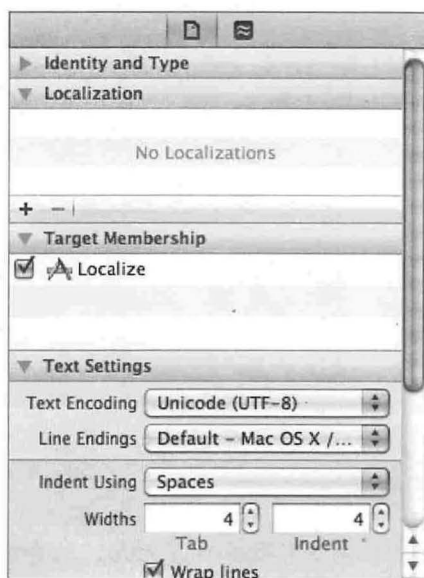 Identity and Type
Localization
No Localizations
+ -
Target Membership
Localize
Text Settings
Text Encoding Unicode (UTF-8)
Line Endings Default - Mac OS X /...
Indent Using Spaces
Widths 4 4
Tab Indent
Wrap lines